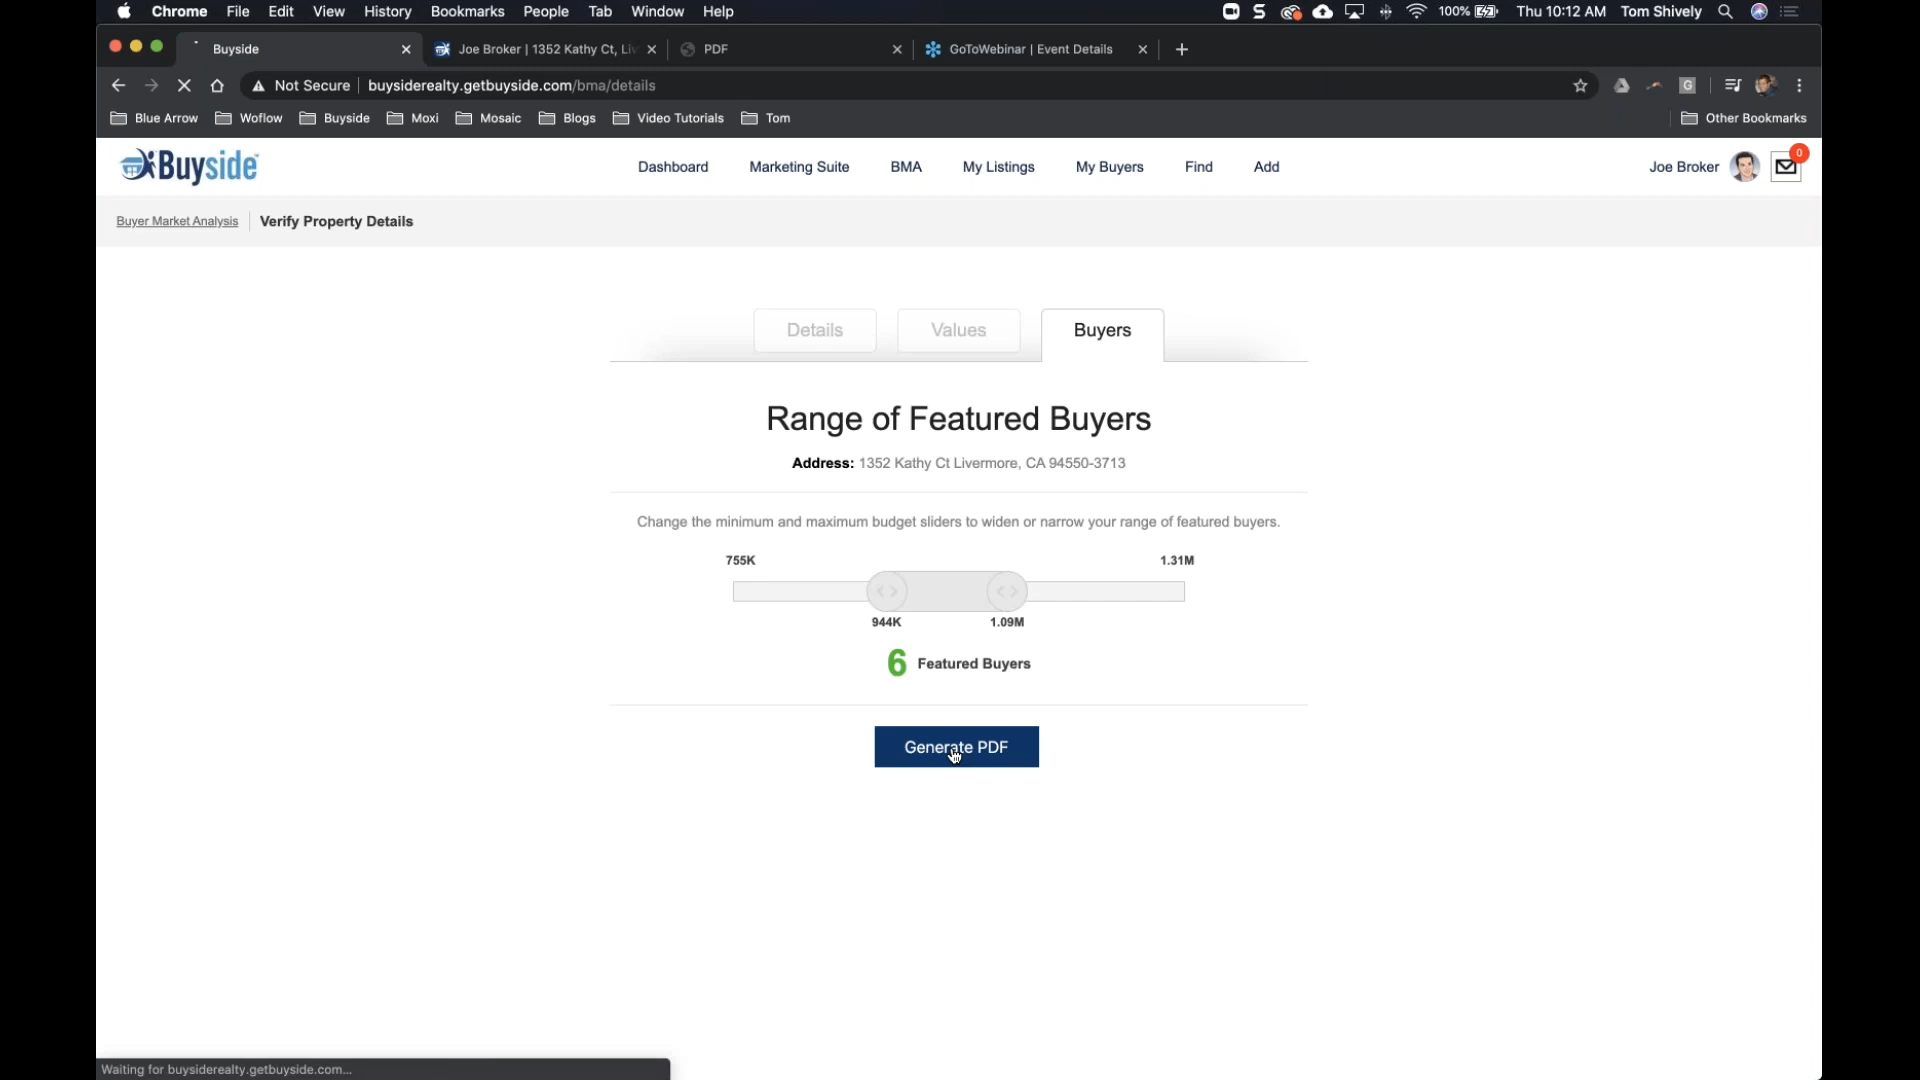 Chrome File Edit View History Bookmarks People Tab Window Help 100% Thu 10:12 AM Tom Shively
Buyside Joe Broker | 1352 Kathy Ct, Liv PDF GoToWebinar | Event Details
Not Secure buysiderealty.getbuyside.com/bma/details
Blue Arrow Woflow Buyside Moxi Mosaic Blogs Video Tutorials Tom Other Bookmarks
Buyside Dashboard Marketing Suite BMA My Listings My Buyers Find Add Joe Broker 0
Buyer Market Analysis Verify Property Details
Details Values Buyers
Range of Featured Buyers
Address: 1352 Kathy Ct Livermore, CA 94550-3713
Change the minimum and maximum budget sliders to widen or narrow your range of featured buyers.
755K 1.31M
944K 1.09M
6 Featured Buyers
Generate PDF
Waiting for buysiderealty.getbuyside.com...